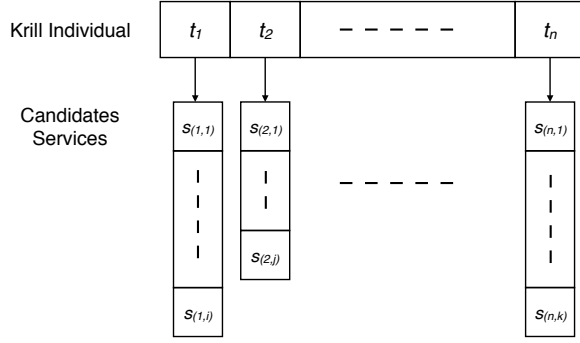 Krill Individual t1 t2 tn
Candidates
Services
s(1,1) s(2,1) s(n,1)
s(2,j)
s(1,i) s(n,k)